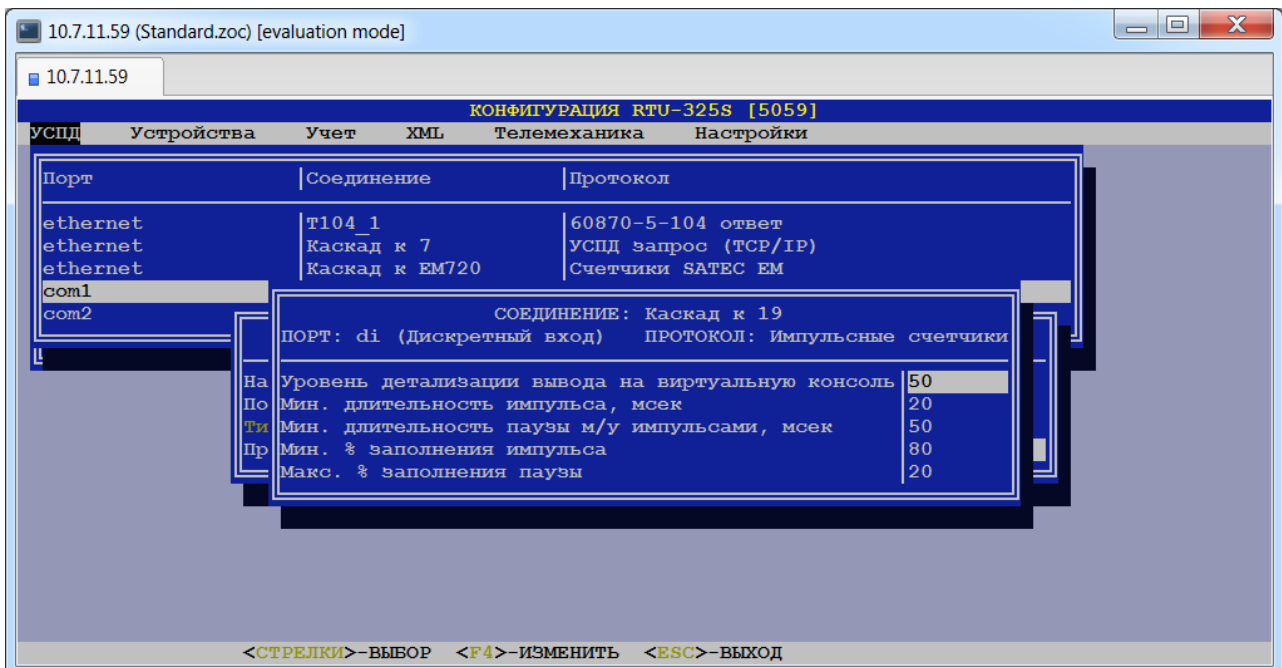 10.7.11.59 (Standard.zoc) [evaluation mode]
10.7.11.59
КОНФИГУРАЦИЯ RTU-325S [5059]
УСПД Устройства Учет XML Телемеханика Настройки
Порт Соединение Протокол
ethernet T104_1 60870-5-104 ответ
ethernet Каскад к 7 УСПД запрос (TCP/IP)
ethernet Каскад к EM720 Счетчики SATEC EM
com1
com2
СОЕДИНЕНИЕ: Каскад к 19
ПОРТ: di (Дискретный вход) ПРОТОКОЛ: Импульсные счетчики
На Уровень детализации вывода на виртуальную консоль 50
По Мин. длительность импульса, мсек 20
Ти Мин. длительность паузы м/у импульсами, мсек 50
Пр Мин. % заполнения импульса 80
Макс. % заполнения паузы 20
<СТРЕЛКИ>-ВЫБОР <F4>-ИЗМЕНИТЬ <ESC>-ВЫХОД